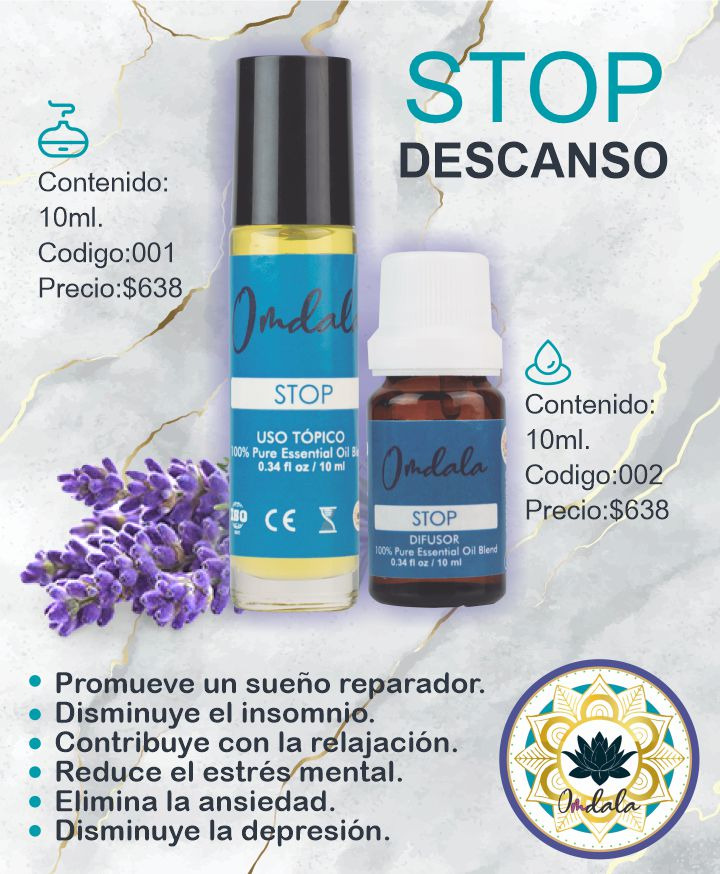 STOP
DESCANSO
Contenido:
10ml.
Codigo:001
Precio:$638
Omdala
STOP
USO TÓPICO
100% Pure Essential Oil Blend
0.34 fl oz / 10 ml
ISO
CE
Contenido:
10ml.
Codigo:002
Precio:$638
Omdala
STOP
DIFUSOR
100% Pure Essential Oil Blend
0.34 fl oz / 10 ml
• Promueve un sueño reparador.
• Disminuye el insomnio.
• Contribuye con la relajación.
• Reduce el estrés mental.
• Elimina la ansiedad.
• Disminuye la depresión.
Omdala